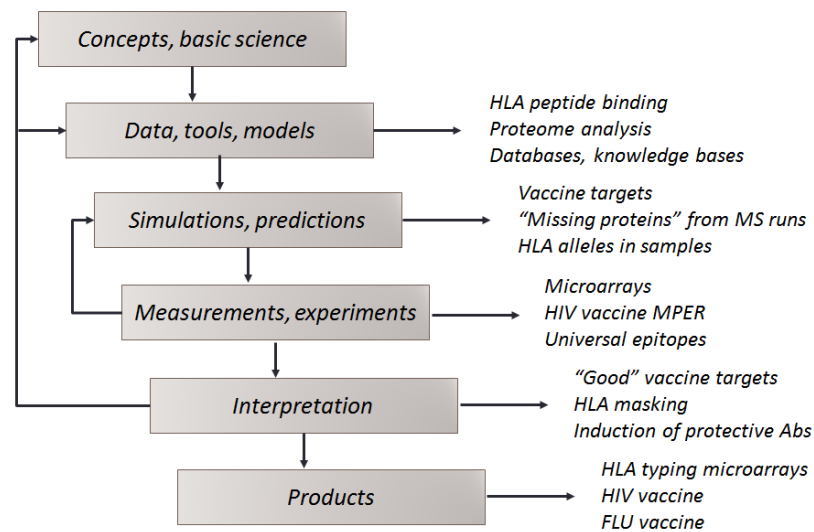 Concepts, basic science
Data, tools, models
HLA peptide binding
Proteome analysis
Databases, knowledge bases
Simulations, predictions
Vaccine targets
“Missing proteins” from MS runs
HLA alleles in samples
Measurements, experiments
Microarrays
HIV vaccine MPER
Universal epitopes
Interpretation
“Good” vaccine targets
HLA masking
Induction of protective Abs
Products
HLA typing microarrays
HIV vaccine
FLU vaccine